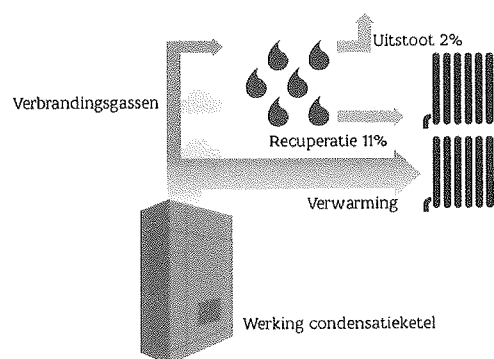 Uitstoot 2%
Verbrandingsgassen
Recuperatie 11%
Verwarming
Werking condensatieketel